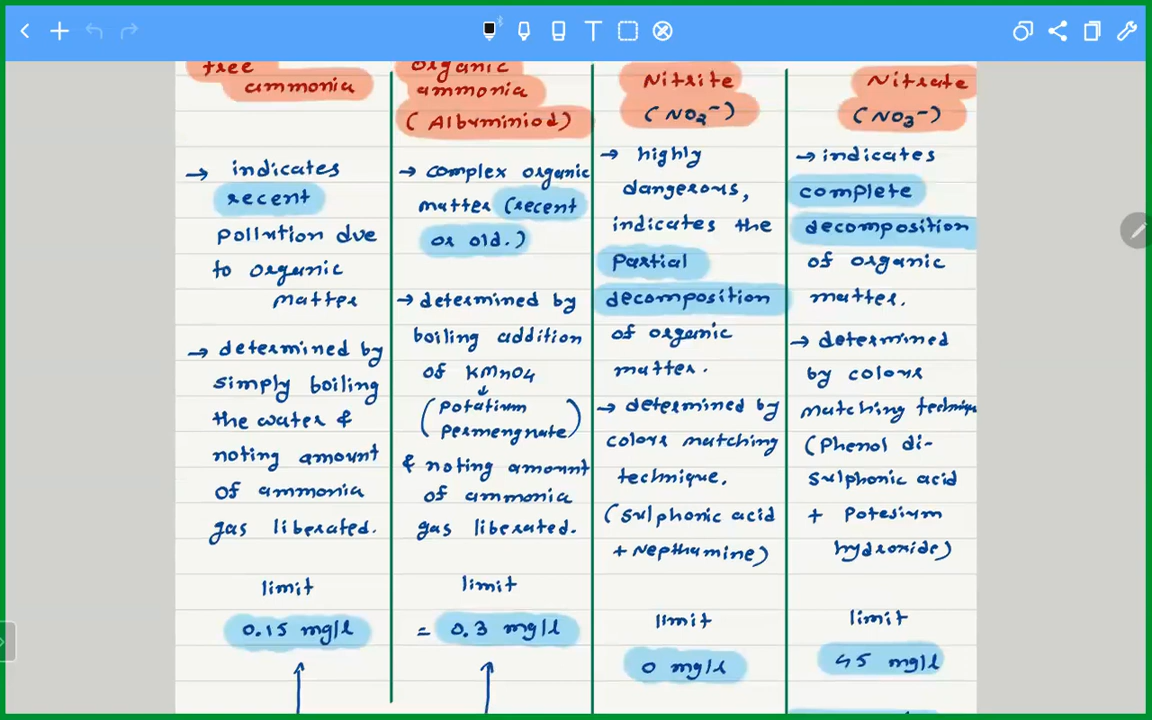 free
ammonia
→ indicates
recent
pollution due
to organic
matter
→ determined by
simply boiling
the water &
noting amount
of ammonia
gas liberated.
limit
0.15 mg/l
organic
ammonia
(Albuminiod)
→ complex organic
matter (recent
or old.)
→ determined by
boiling addition
of KMnO4
(Potatium
Permengnate)
& noting amount
of ammonia
gas liberated.
limit
= 0.3 mg/l
Nitrite
(NO2⁻)
→ highly
dangerous,
indicates the
Partial
decomposition
of organic
matter.
→ determined by
colour matching
technique.
(Sulphonic acid
+ Nepthamine)
limit
0 mg/l
Nitrate
(NO3⁻)
→ indicates
complete
decomposition
of organic
matter.
→ determined
by colour
matching technique
(Phenol di-
Sulphonic acid
+ Potesium
hydroxide)
limit
45 mg/l